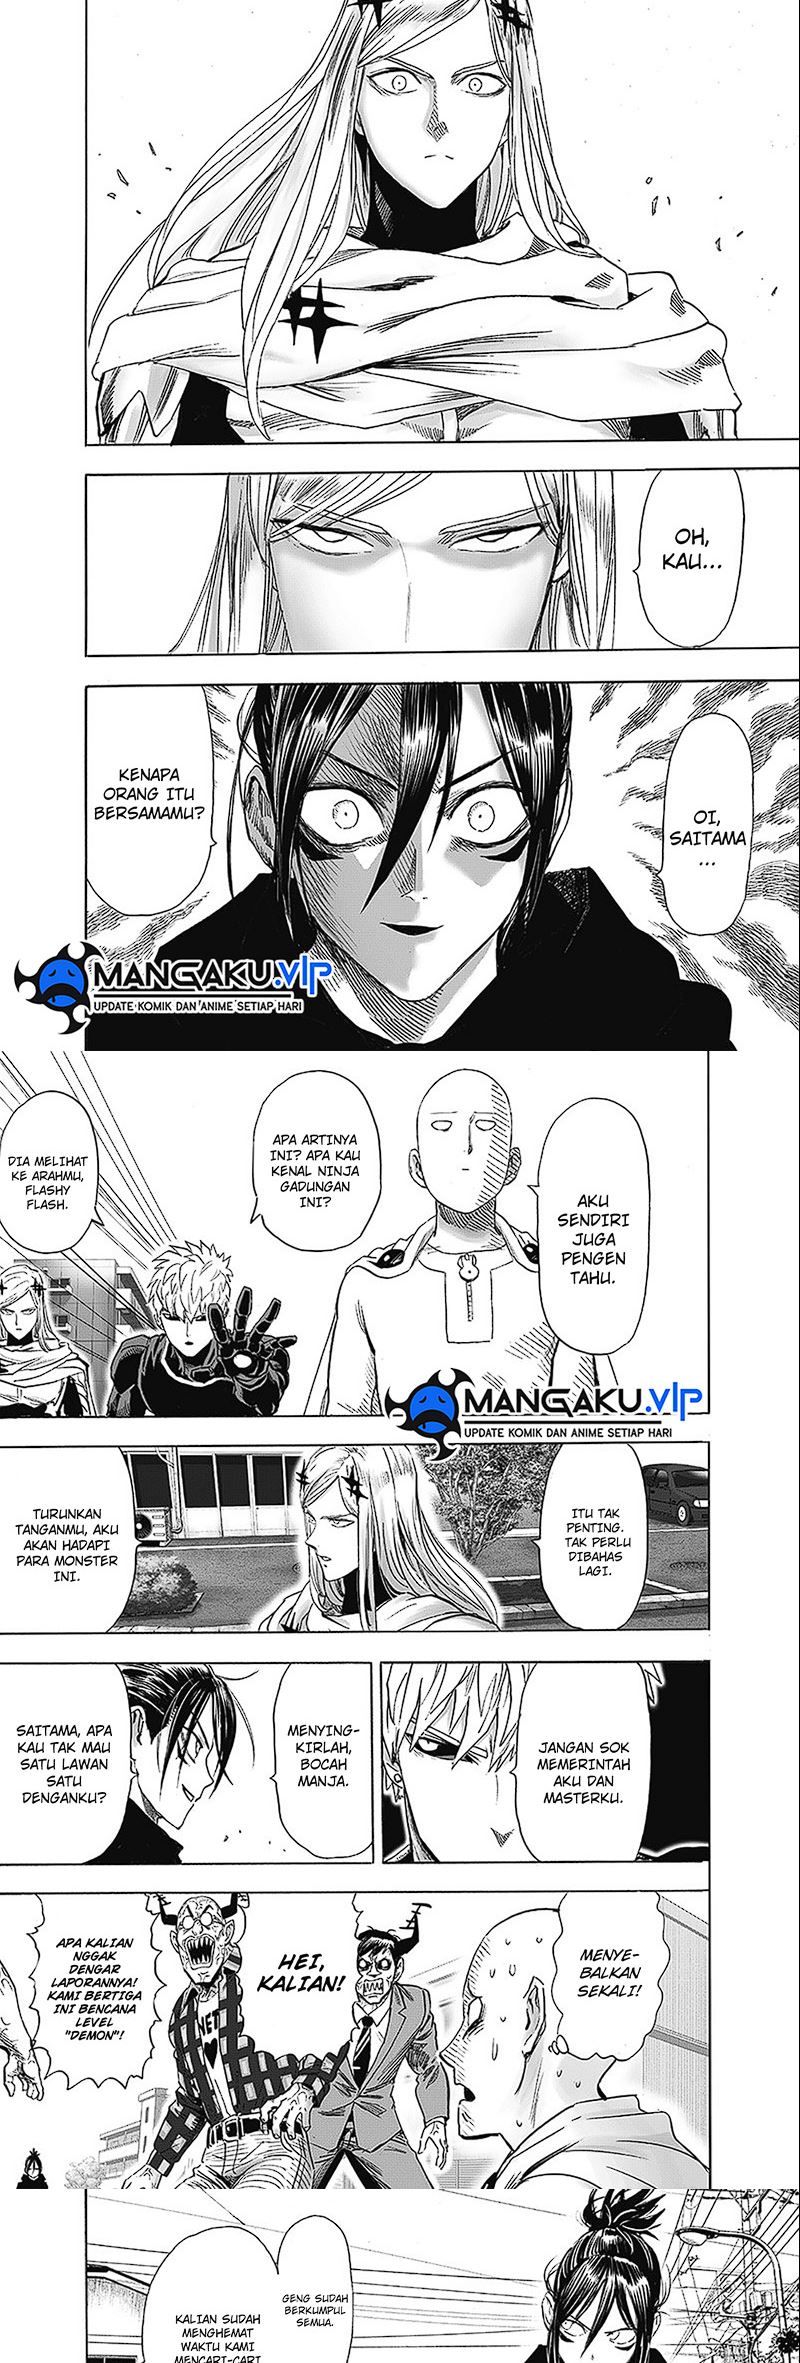 OH,
KAU...
OI,
SAITAMA
...
KENAPA
ORANG ITU
BERSAMAMU?
MANGAKU.VIP
UPDATE KOMIK DAN ANIME SETIAP HARI
AKU
SENDIRI
JUGA
PENGEN
TAHU.
APA ARTINYA
INI? APA KAU
KENAL NINJA
GADUNGAN
INI?
DIA MELIHAT
KE ARAHMU,
FLASHY
FLASH.
MANGAKU.VIP
UPDATE KOMIK DAN ANIME SETIAP HARI
ITU TAK
PENTING.
TAK PERLU
DIBAHAS
LAGI.
TURUNKAN
TANGANMU, AKU
AKAN HADAPI
PARA MONSTER
INI.
JANGAN SOK
MEMERINTAH
AKU DAN
MASTERKU.
MENYING-
KIRLAH,
BOCAH
MANJA.
SAITAMA, APA
KAU TAK MAU
SATU LAWAN
SATU
DENGANKU?
MENYE-
BALKAN
SEKALI!
HEI,
KALIAN!
APA KALIAN
NGGAK
DENGAR
LAPORANNYA!
KAMI BERTIGA
INI BENCANA
LEVEL
"DEMON"!
NET
GENG SUDAH
BERKUMPUL
SEMUA.
KALIAN SUDAH
MENGHEMAT
WAKTU KAMI
MENCARI-CARI